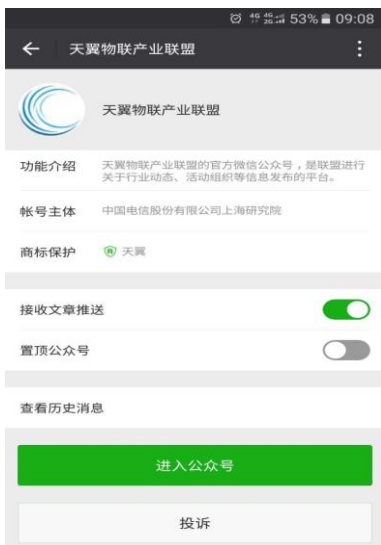 4G 4G 2G 53% 09:08
天翼物联产业联盟
天翼物联产业联盟
功能介绍 天翼物联产业联盟的官方微信公众号，是联盟进行
关于行业动态、活动组织等信息发布的平台。
帐号主体 中国电信股份有限公司上海研究院
商标保护 天翼
接收文章推送
置顶公众号
查看历史消息
进入公众号
投诉